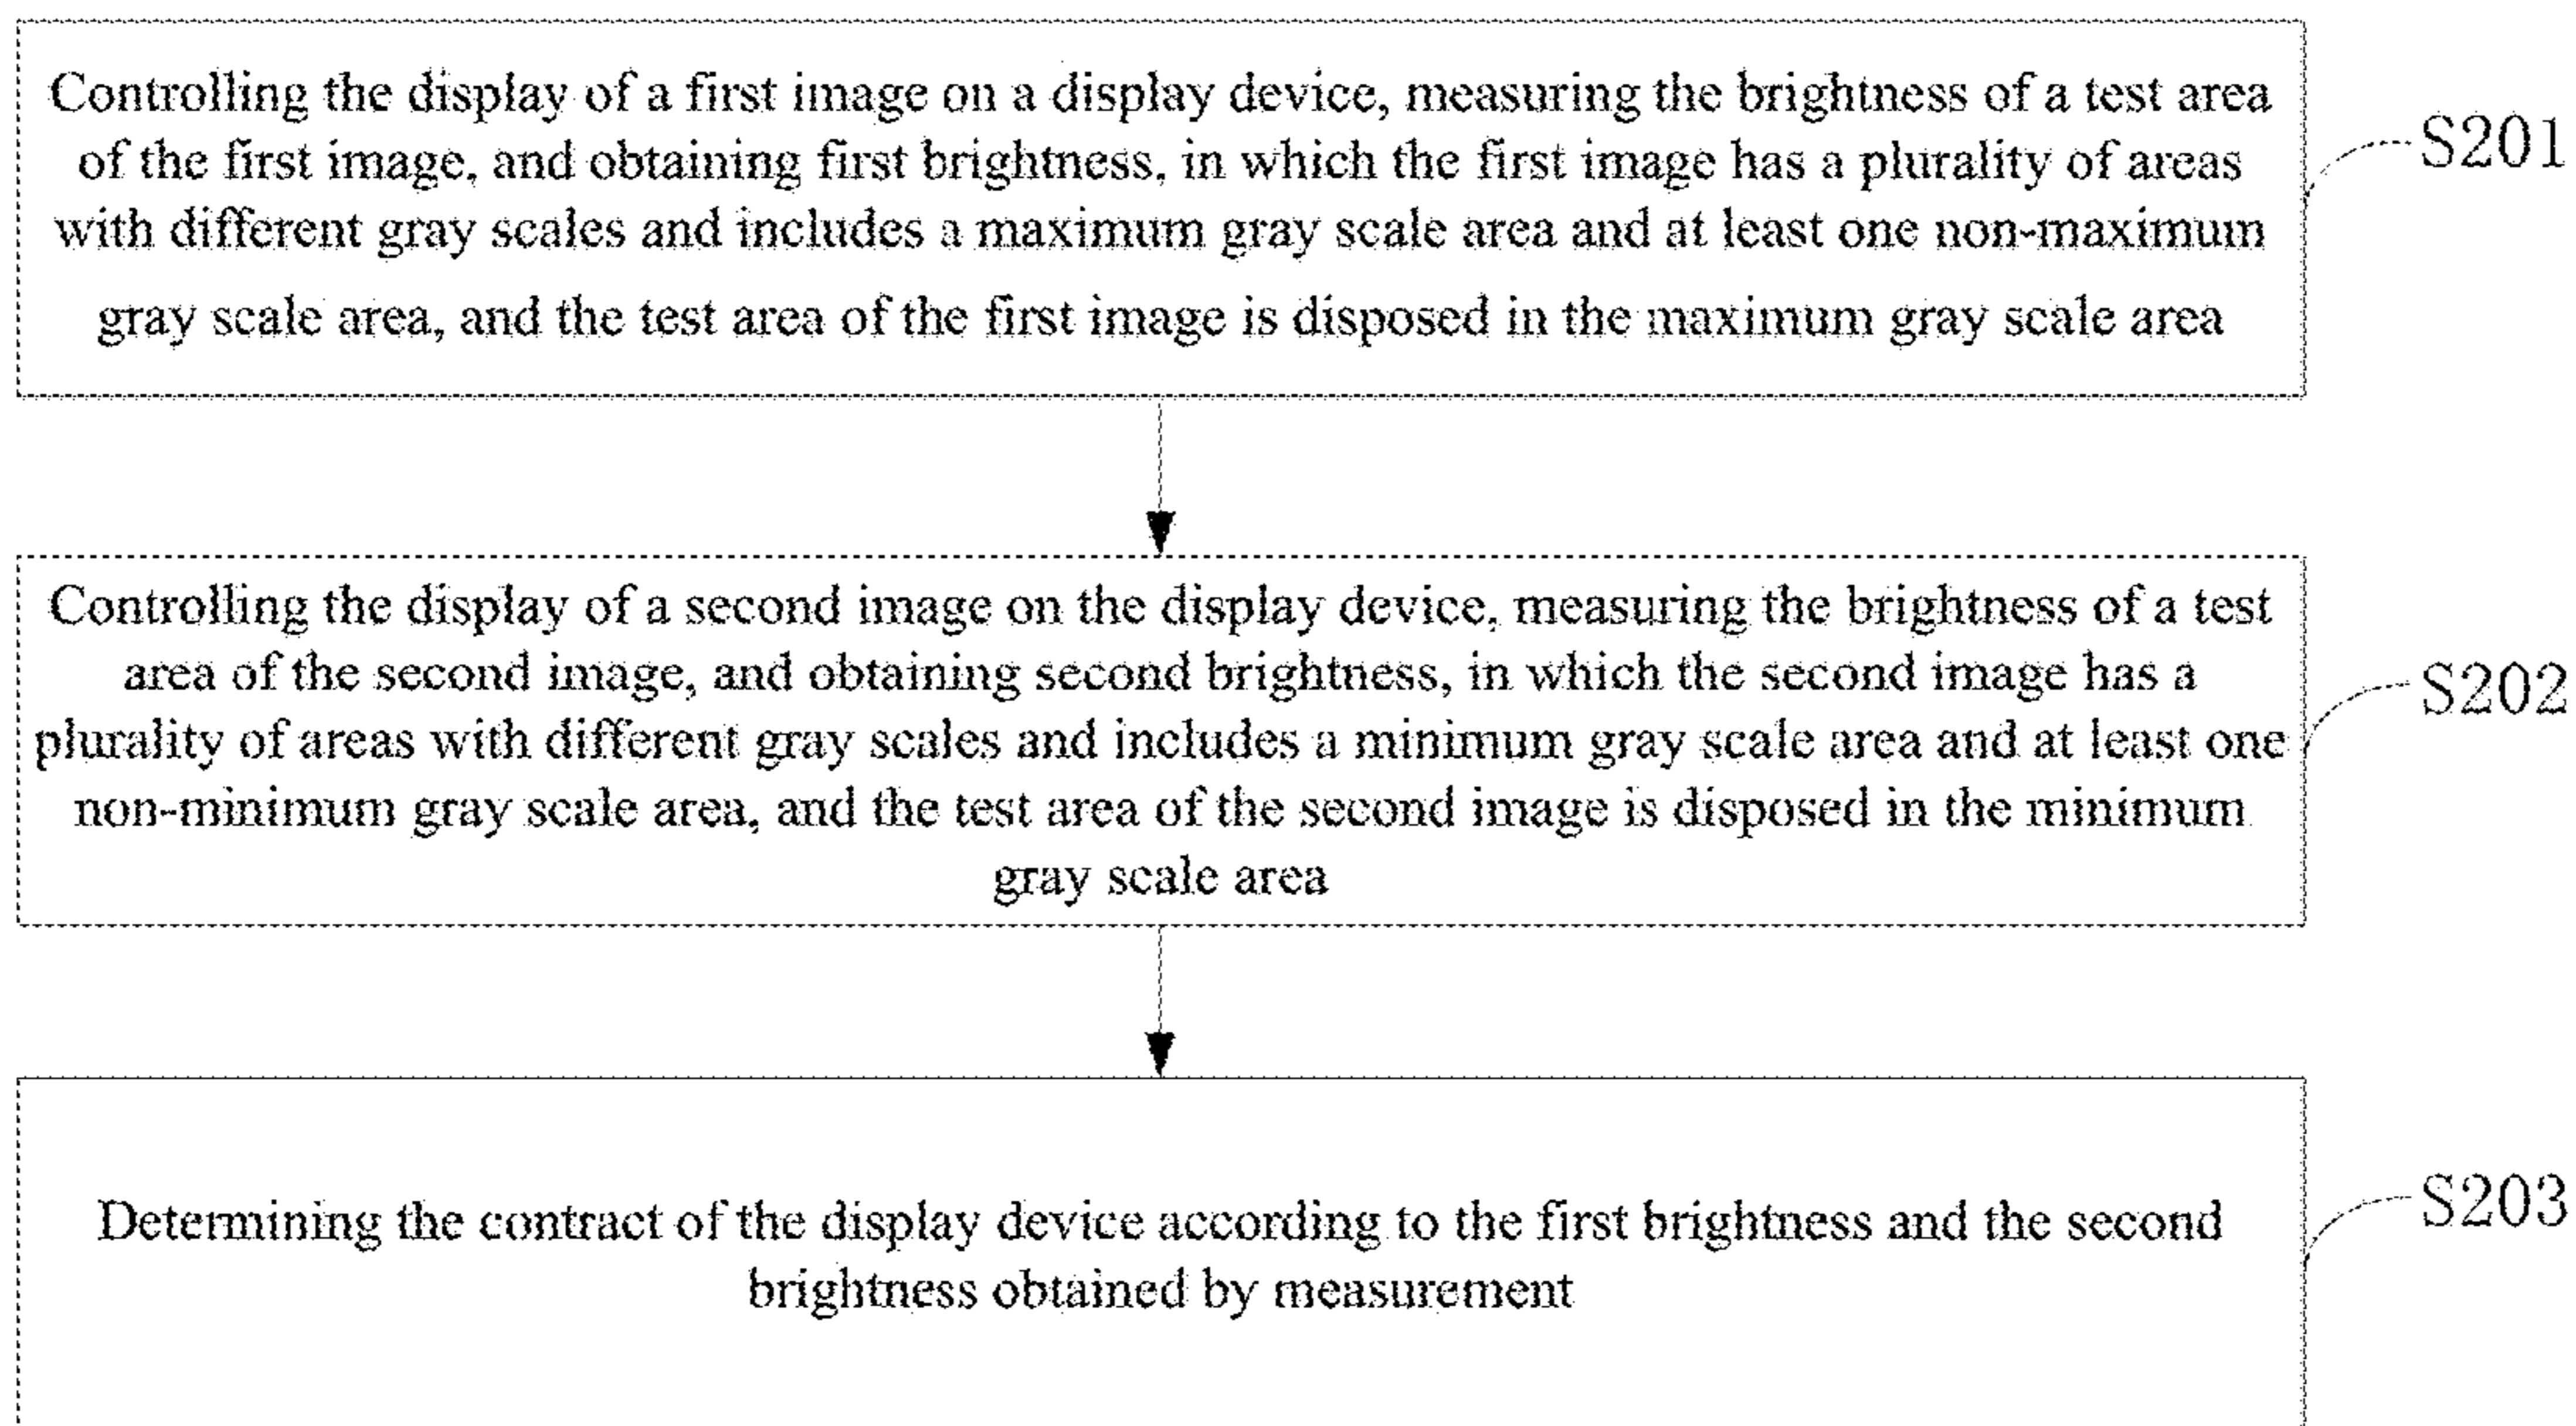 Controlling the display of a first image on a display device, measuring the brightness of a test area
of the first image, and obtaining first brightness, in which the first image has a plurality of areas
with different gray scales and includes a maximum gray scale area and at least one non-maximum
gray scale area, and the test area of the first image is disposed in the maximum gray scale area
S201
Controlling the display of a second image on the display device, measuring the brightness of a test
area of the second image, and obtaining second brightness, in which the second image has a
plurality of areas with different gray scales and includes a minimum gray scale area and at least one
non-minimum gray scale area, and the test area of the second image is disposed in the minimum
gray scale area
S202
Determining the contract of the display device according to the first brightness and the second
brightness obtained by measurement
S203